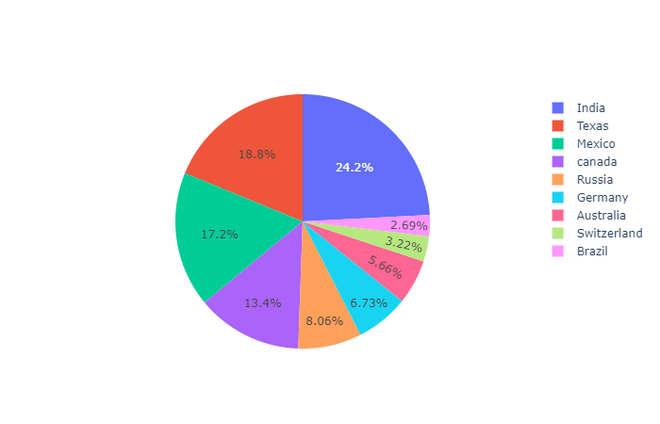 24.2%
18.8%
17.2%
13.4%
8.06%
6.73%
5.66%
3.22%
2.69%
India
Texas
Mexico
canada
Russia
Germany
Australia
Switzerland
Brazil